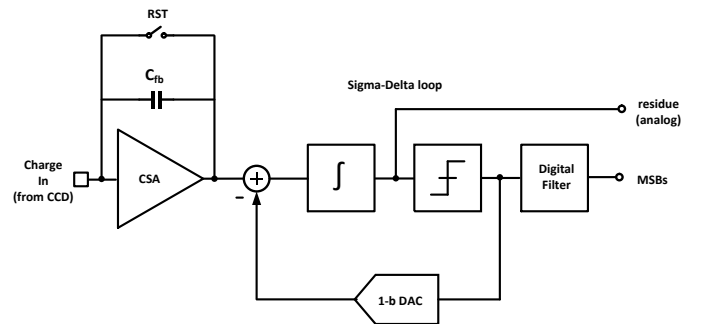 RST
Cfb
Sigma-Delta loop
residue
(analog)
Charge
In
(from CCD)
CSA
+
−
∫
Digital
Filter
MSBs
1-b DAC